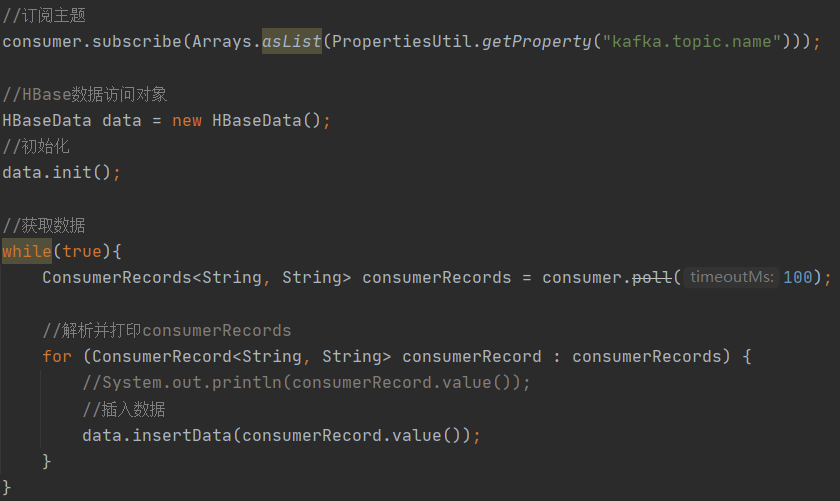 //订阅主题
consumer.subscribe(Arrays.asList(PropertiesUtil.getProperty("kafka.topic.name")));
//HBase数据访问对象
HBaseData data = new HBaseData();
//初始化
data.init();
//获取数据
while(true){
ConsumerRecords<String, String> consumerRecords = consumer.poll( timeoutMs: 100);
//解析并打印consumerRecords
for (ConsumerRecord<String, String> consumerRecord : consumerRecords) {
//System.out.println(consumerRecord.value());
//插入数据
data.insertData(consumerRecord.value());
}
}